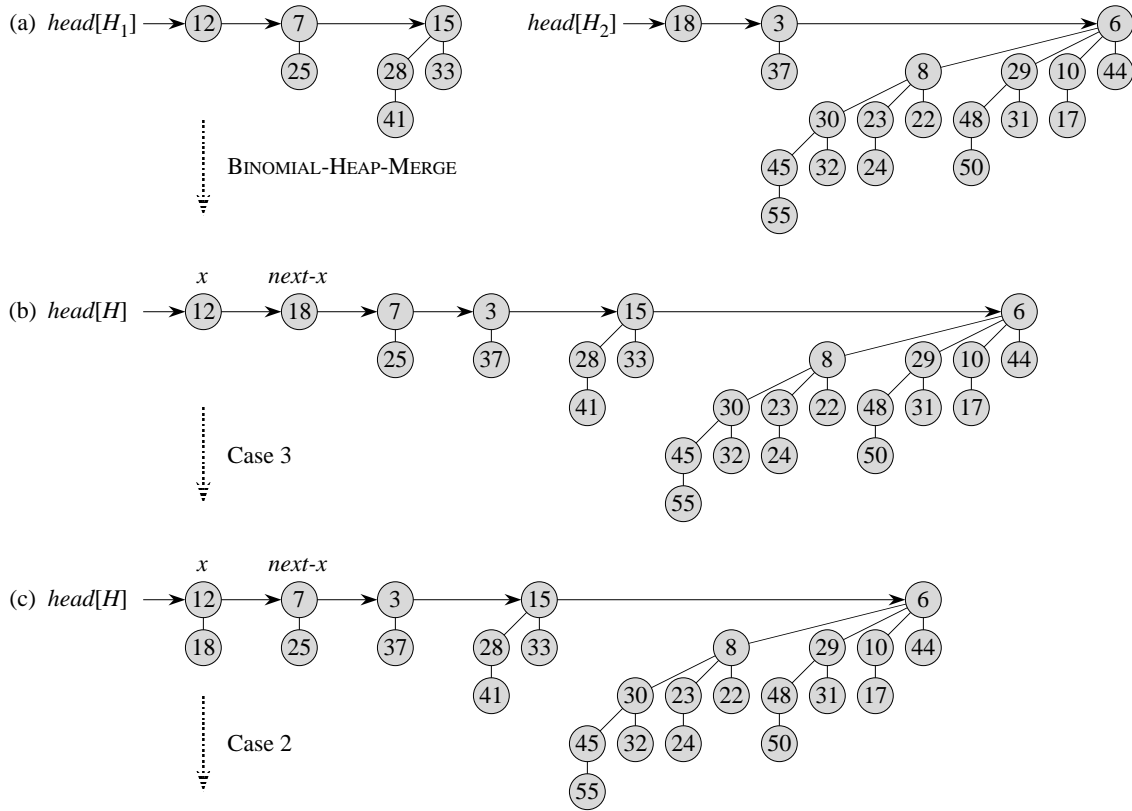 (a) head[H1] 12 7 15 head[H2] 18 3 6
25 28 33 37 8 29 10 44
41 30 23 22 48 31 17
BINOMIAL-HEAP-MERGE 45 32 24 50
55
x next-x
(b) head[H] 12 18 7 3 15 6
25 37 28 33 8 29 10 44
41 30 23 22 48 31 17
Case 3 45 32 24 50
55
x next-x
(c) head[H] 12 7 3 15 6
18 25 37 28 33 8 29 10 44
41 30 23 22 48 31 17
Case 2 45 32 24 50
55